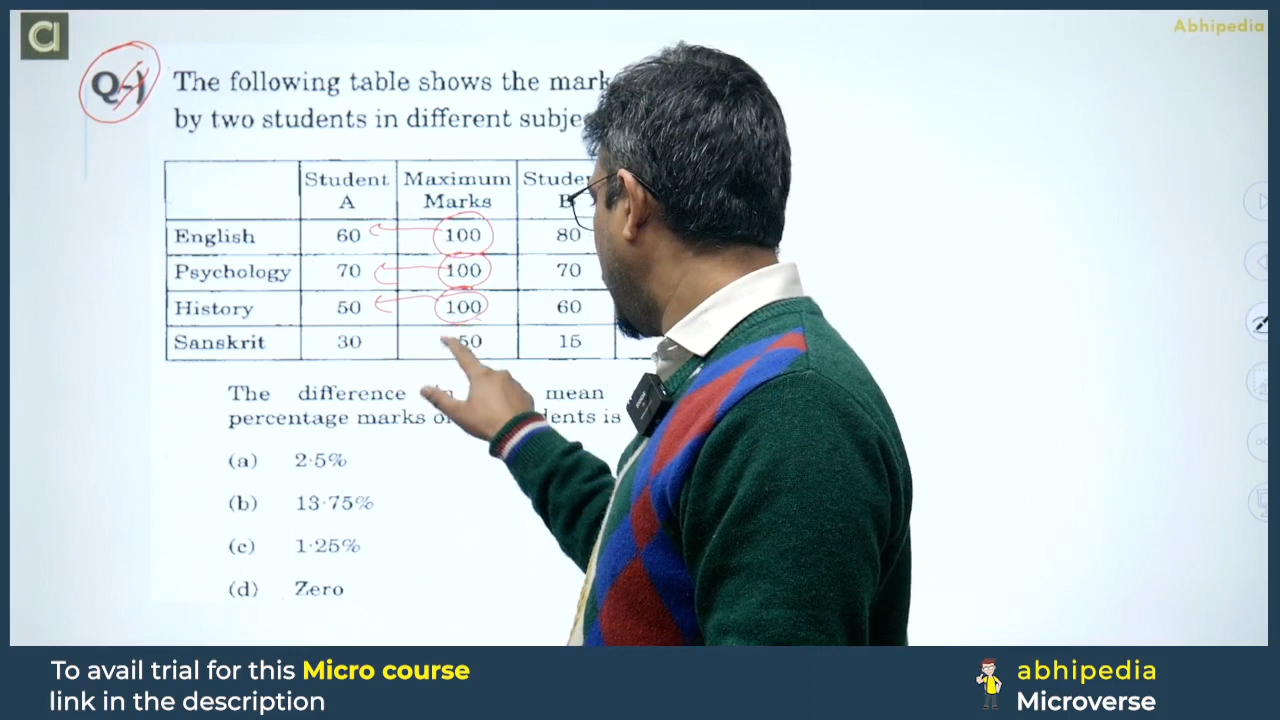 Abhipedia
Q-)
The following table shows the mark
by two students in different subje
Student A Maximum Marks
English 60 100 80
Psychology 70 100 70
History 50 100 60
Sanskrit 30 50 15
The difference mean
percentage marks is
(a) 2·5%
(b) 13·75%
(c) 1·25%
(d) Zero
To avail trial for this Micro course
link in the description
abhipedia
Microverse